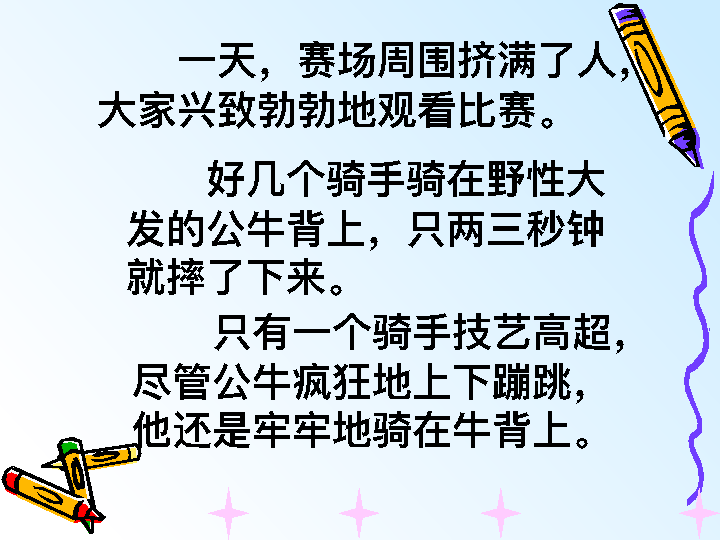 一天，赛场周围挤满了人，
大家兴致勃勃地观看比赛。
好几个骑手骑在野性大
发的公牛背上，只两三秒钟
就摔了下来。
只有一个骑手技艺高超，
尽管公牛疯狂地上下蹦跳，
他还是牢牢地骑在牛背上。